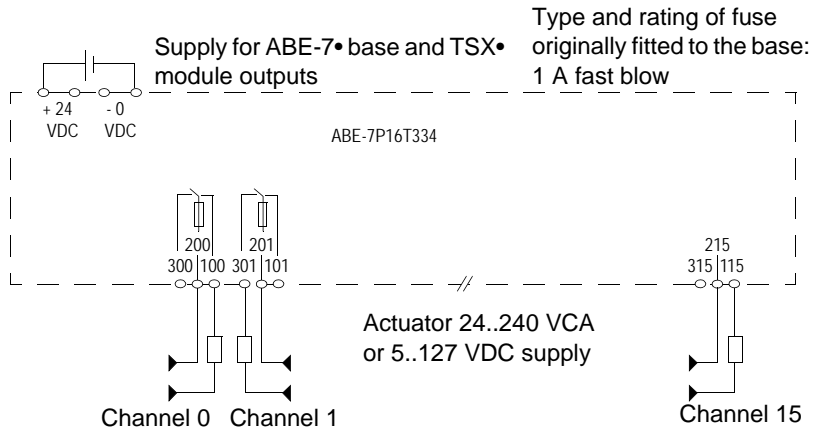 Supply for ABE-7• base and TSX•
module outputs
Type and rating of fuse
originally fitted to the base:
1 A fast blow
+ 24
VDC
- 0
VDC
ABE-7P16T334
200
300 100
201
301 101
215
315 115
Actuator 24..240 VCA
or 5..127 VDC supply
Channel 0
Channel 1
Channel 15